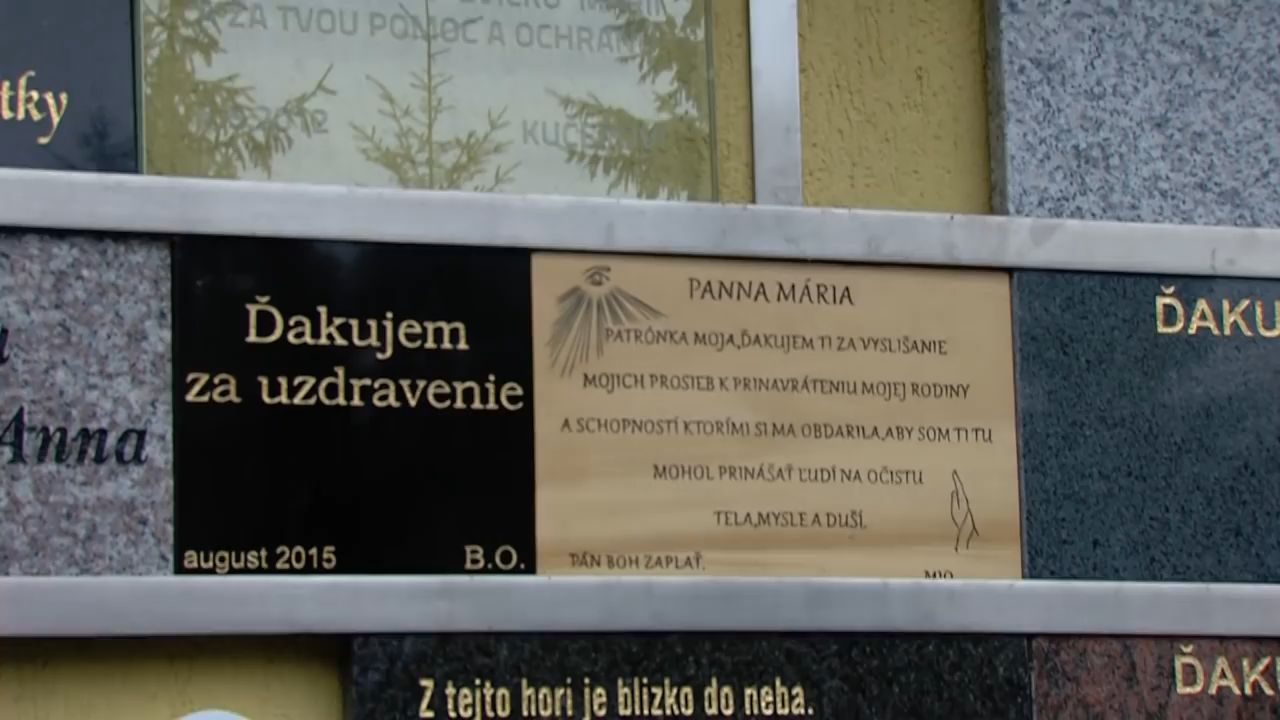 ZA TVOU POMOC A OCHRAN
tky
Anna
Ďakujem
za uzdravenie
august 2015
B.O.
PANNA MÁRIA
PATRÓNKA MOJA,ĎAKUJEM TI ZA VYSLIŠANIE
MOJICH PROSIEB K PRINAVRÁTENIU MOJEJ RODINY
A SCHOPNOSTÍ KTORÍMI SI MA OBDARILA,ABY SOM TI TU
MOHOL PRINÁŠAŤ ĽUDÍ NA OČISTU
TELA,MYSLE A DUŠÍ.
PÁN BOH ZAPLAŤ.
ĎAKU
Z tejto hori je blizko do neba.
ĎAK